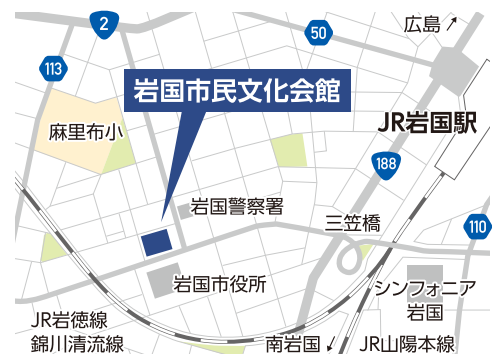 2
広島
50
113
岩国市民文化会館
麻里布小
JR岩国駅
188
岩国警察署
三笠橋
110
岩国市役所
シンフォニア
岩国
JR岩徳線
錦川清流線
南岩国
JR山陽本線